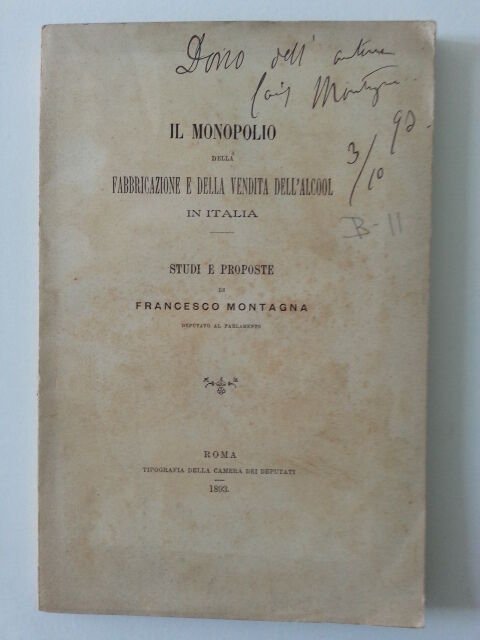 Dono dell' autore
Montagna
3/10 93.
B-11
IL MONOPOLIO
DELLA
FABBRICAZIONE E DELLA VENDITA DELL'ALCOOL
IN ITALIA
STUDI E PROPOSTE
DI
FRANCESCO MONTAGNA
DEPUTATO AL PARLAMENTO
ROMA
TIPOGRAFIA DELLA CAMERA DEI DEPUTATI
1893.